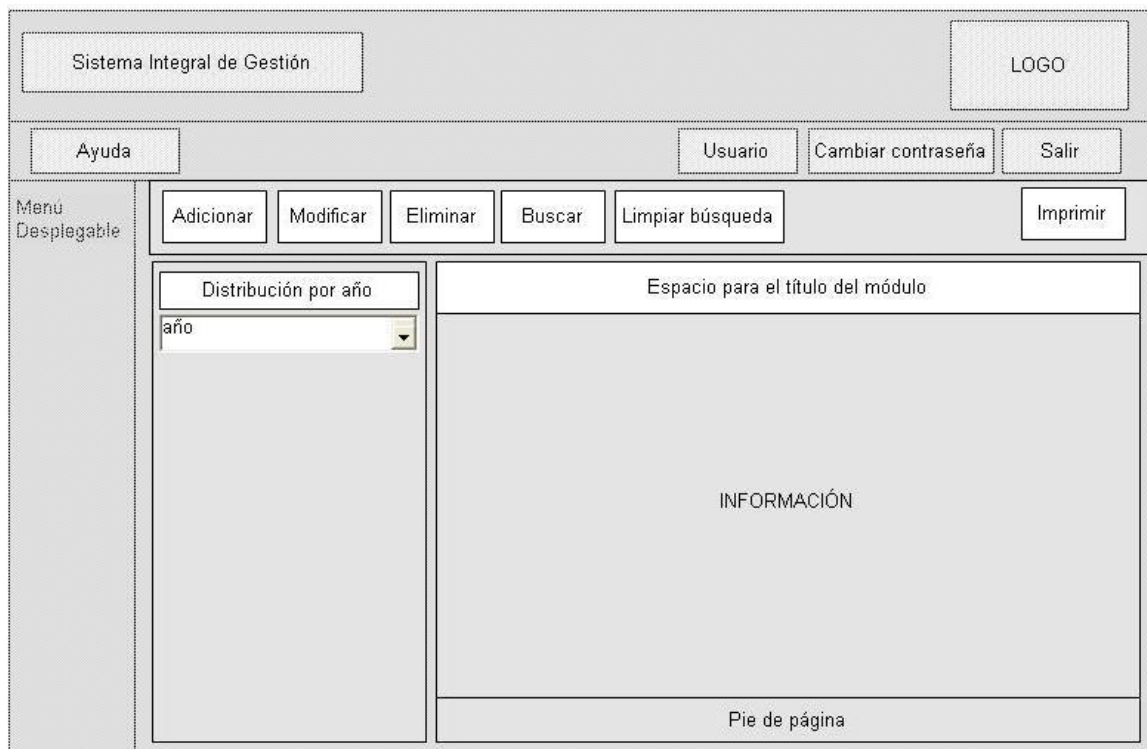 Sistema Integral de Gestión
LOGO
Ayuda
Usuario
Cambiar contraseña
Salir
Menú
Desplegable
Adicionar
Modificar
Eliminar
Buscar
Limpiar búsqueda
Imprimir
Distribución por año
año
Espacio para el título del módulo
INFORMACIÓN
Pie de página